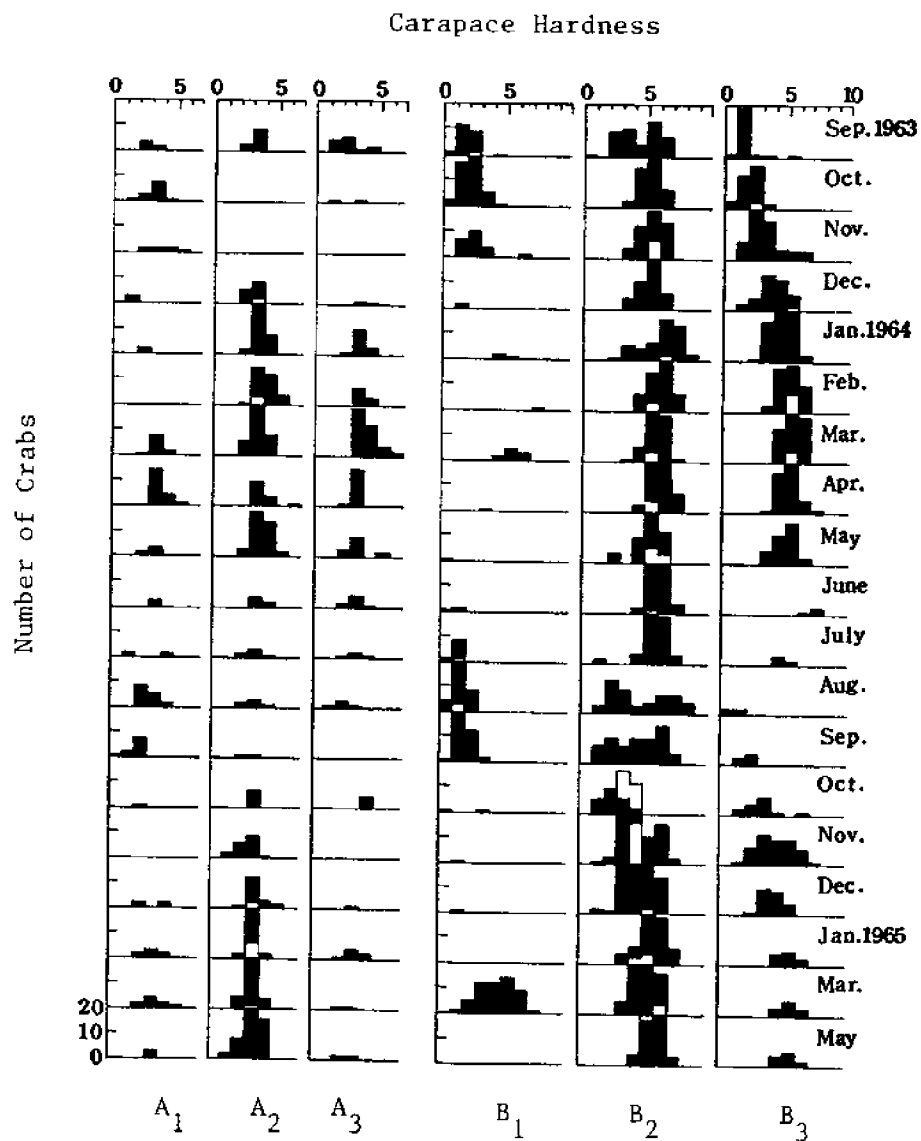 Carapace Hardness
0 5 0 5 0 5 0 5 0 5 0 5 10
Sep.1963
Oct.
Nov.
Dec.
Jan.1964
Feb.
Mar.
Apr.
May
June
July
Aug.
Sep.
Oct.
Nov.
Dec.
Jan.1965
Mar.
May
Number of Crabs
20
10
0
A1 A2 A3 B1 B2 B3